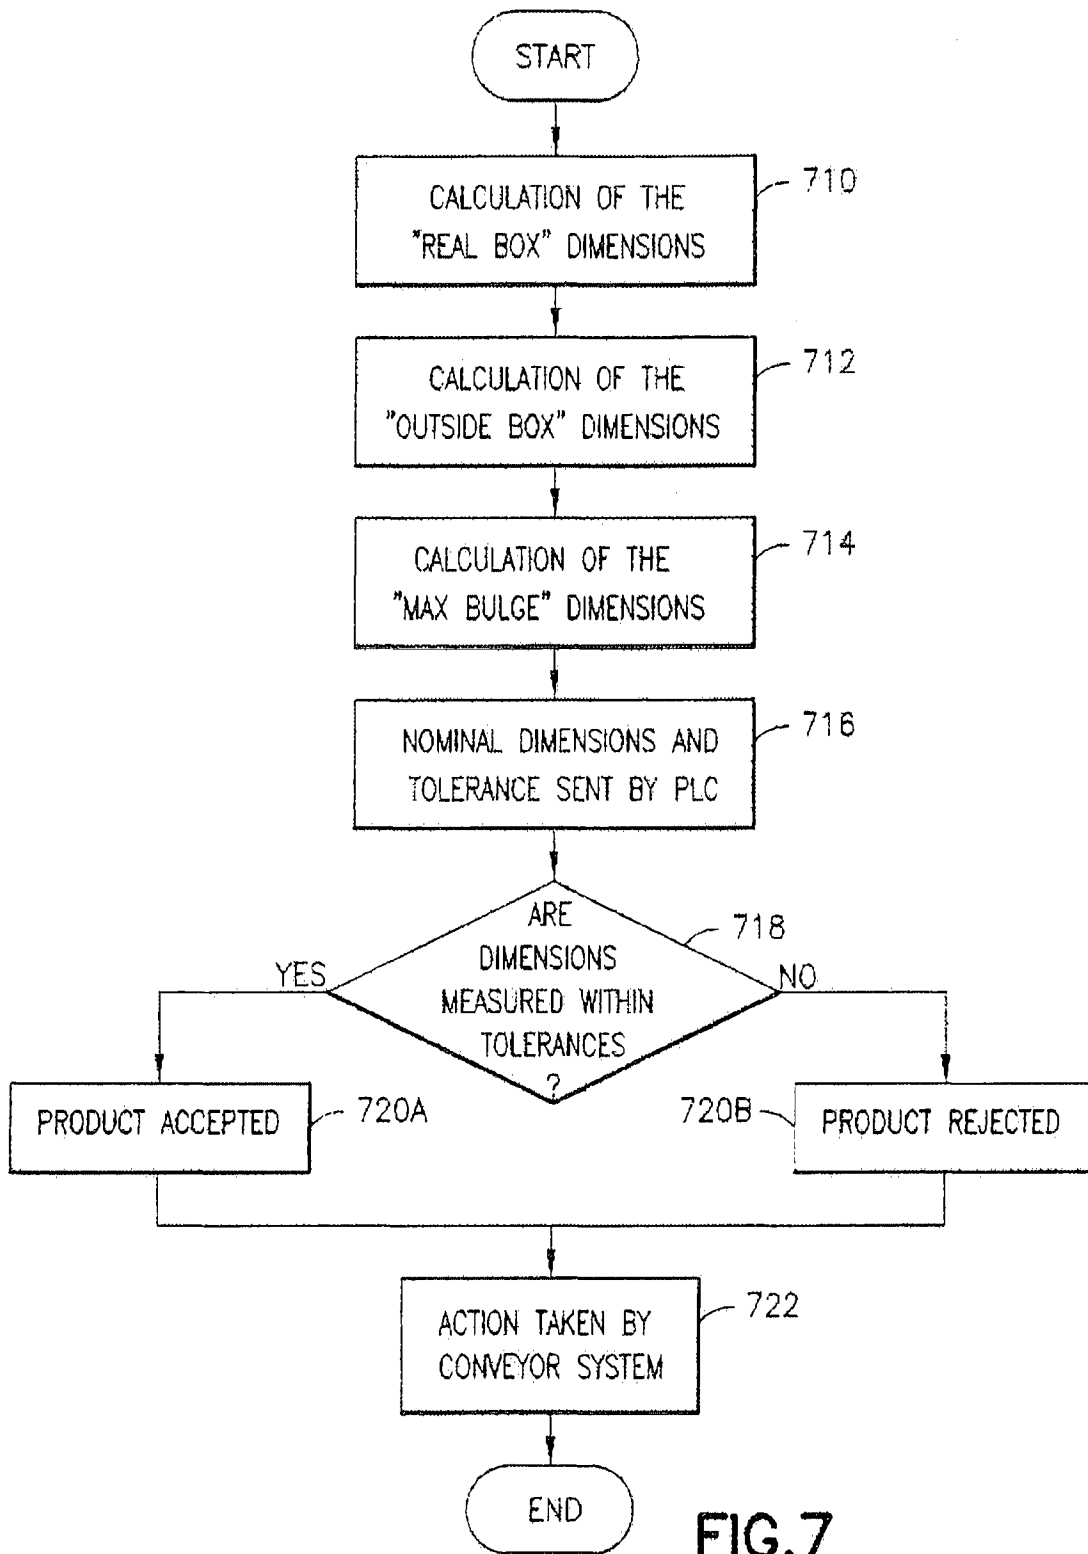 START
CALCULATION OF THE
"REAL BOX" DIMENSIONS
710
CALCULATION OF THE
"OUTSIDE BOX" DIMENSIONS
712
CALCULATION OF THE
"MAX BULGE" DIMENSIONS
714
NOMINAL DIMENSIONS AND
TOLERANCE SENT BY PLC
716
ARE
DIMENSIONS
MEASURED WITHIN
TOLERANCES
?
718
YES
NO
PRODUCT ACCEPTED
720A
720B
PRODUCT REJECTED
ACTION TAKEN BY
CONVEYOR SYSTEM
722
END
FIG.7